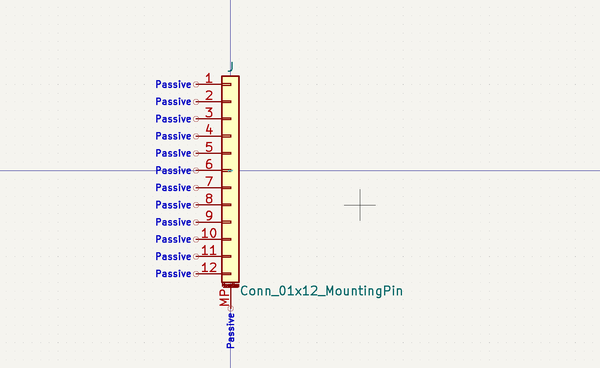 J
Passive 1
Passive 2
Passive 3
Passive 4
Passive 5
Passive 6
Passive 7
Passive 8
Passive 9
Passive 10
Passive 11
Passive 12
MP
Conn_01x12_MountingPin
Passive